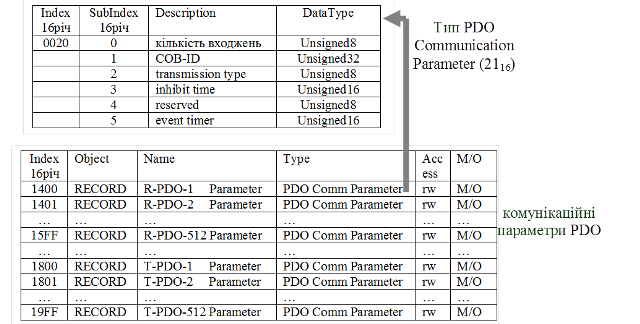 Index SubIndex Description DataType
16річ 16річ
0020 0 кількість входжень Unsigned8
1 COB-ID Unsigned32
2 transmission type Unsigned8
3 inhibit time Unsigned16
4 reserved Unsigned8
5 event timer Unsigned16
Тип PDO
Communication
Parameter (21₁₆)
Index Object Name Type Acc M/O
16річ ess
1400 RECORD R-PDO-1 Parameter PDO Comm Parameter rw M/O
1401 RECORD R-PDO-2 Parameter PDO Comm Parameter rw M/O
… … … … … …
15FF RECORD R-PDO-512 Parameter PDO Comm Parameter rw M/O
… … … … … …
1800 RECORD T-PDO-1 Parameter PDO Comm Parameter rw M/O
1801 RECORD T-PDO-2 Parameter PDO Comm Parameter rw M/O
… … … … … …
19FF RECORD T-PDO-512 Parameter PDO Comm Parameter rw M/O
комунікаційні
параметри PDO